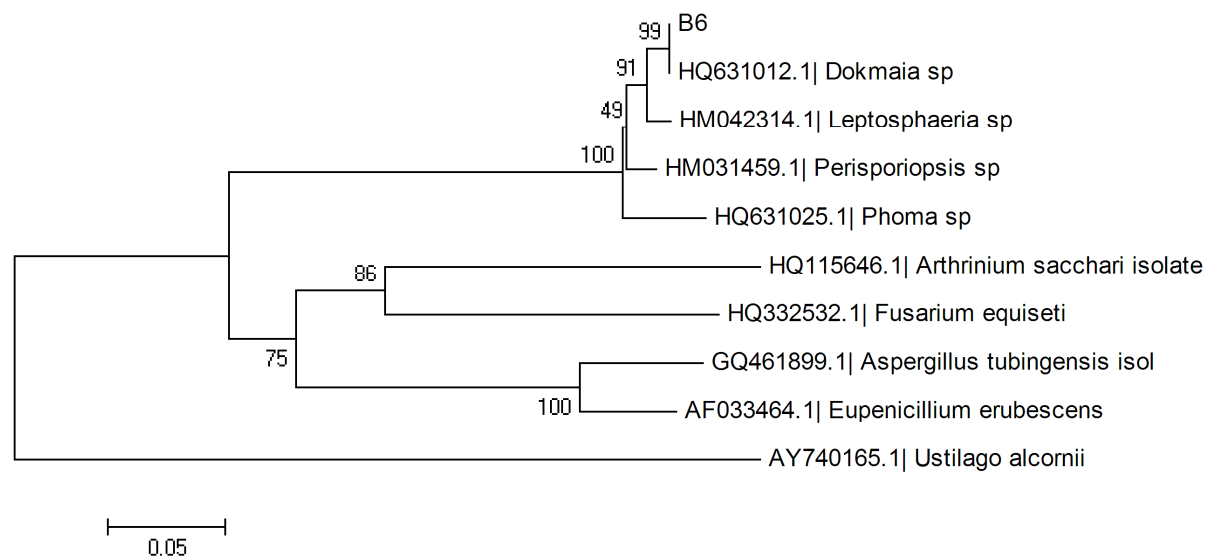 99
B6
HQ631012.1| Dokmaia sp
91
HM042314.1| Leptosphaeria sp
49
100
HM031459.1| Perisporiopsis sp
HQ631025.1| Phoma sp
86
HQ115646.1| Arthrinium sacchari isolate
HQ332532.1| Fusarium equiseti
75
GQ461899.1| Aspergillus tubingensis isol
100
AF033464.1| Eupenicillium erubescens
AY740165.1| Ustilago alcornii
0.05